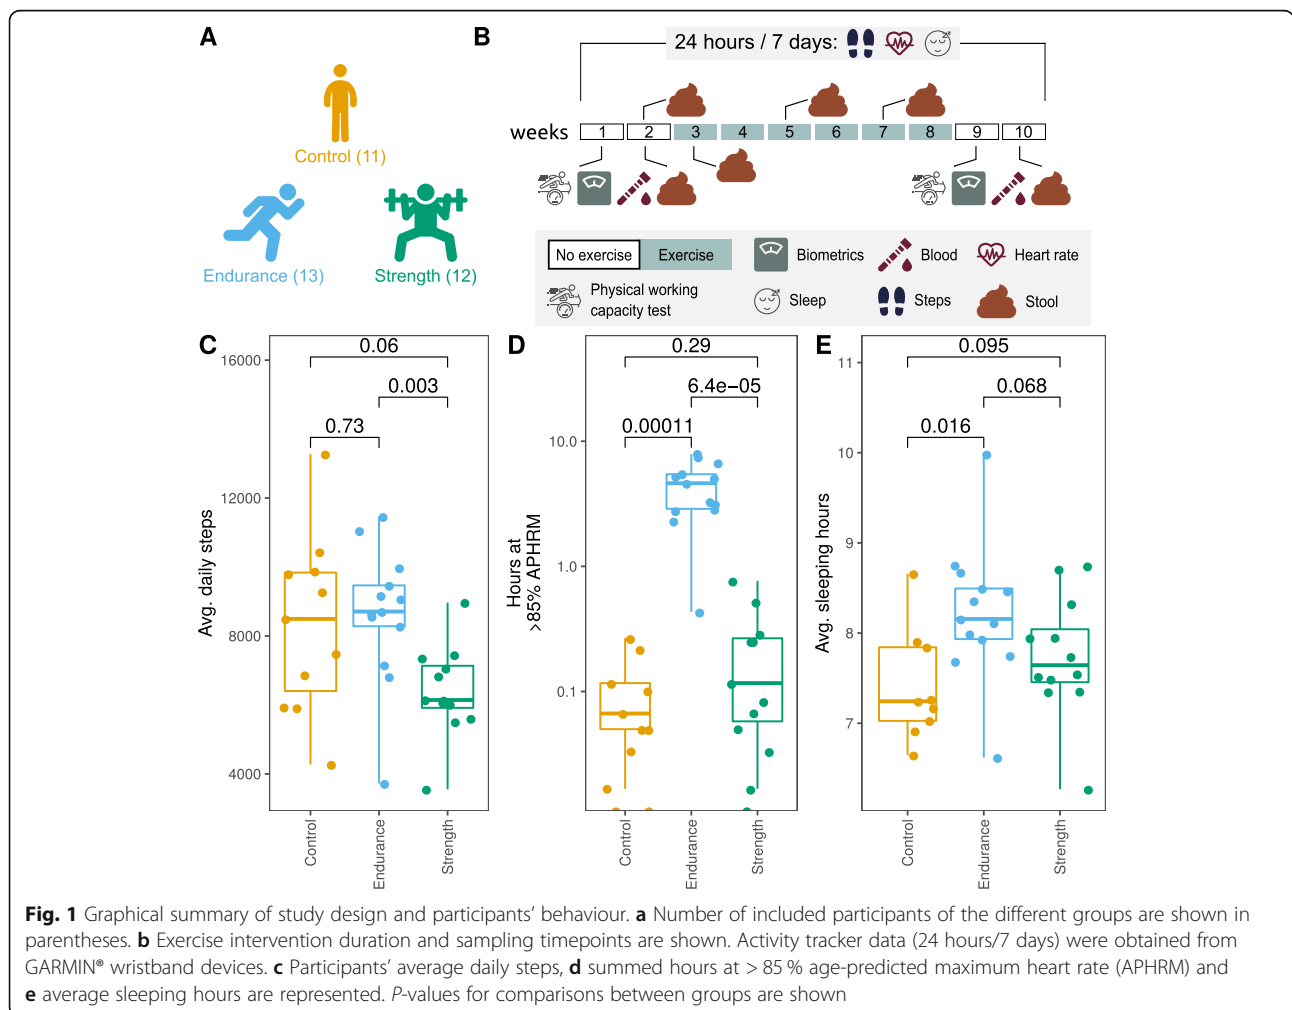 A
Control (11)
Endurance (13)
Strength (12)
B
24 hours / 7 days:
weeks 1 2 3 4 5 6 7 8 9 10
No exercise Exercise Biometrics Blood Heart rate
Physical working
capacity test
Sleep Steps Stool
C
0.06
0.003
0.73
16000
12000
8000
4000
Avg. daily steps
Control Endurance Strength
D
0.29
6.4e−05
0.00011
10.0
1.0
0.1
Hours at
>85% APHRM
Control Endurance Strength
E
0.095
0.068
0.016
11
10
9
8
7
Avg. sleeping hours
Control Endurance Strength
Fig. 1 Graphical summary of study design and participants’ behaviour. a Number of included participants of the different groups are shown in
parentheses. b Exercise intervention duration and sampling timepoints are shown. Activity tracker data (24 hours/7 days) were obtained from
GARMIN® wristband devices. c Participants’ average daily steps, d summed hours at > 85 % age-predicted maximum heart rate (APHRM) and
e average sleeping hours are represented. P-values for comparisons between groups are shown